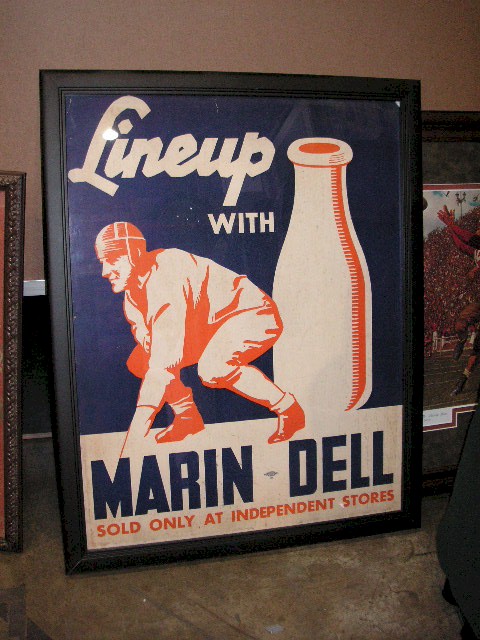 Lineup
WITH
MARIN DELL
SOLD ONLY AT INDEPENDENT STORES